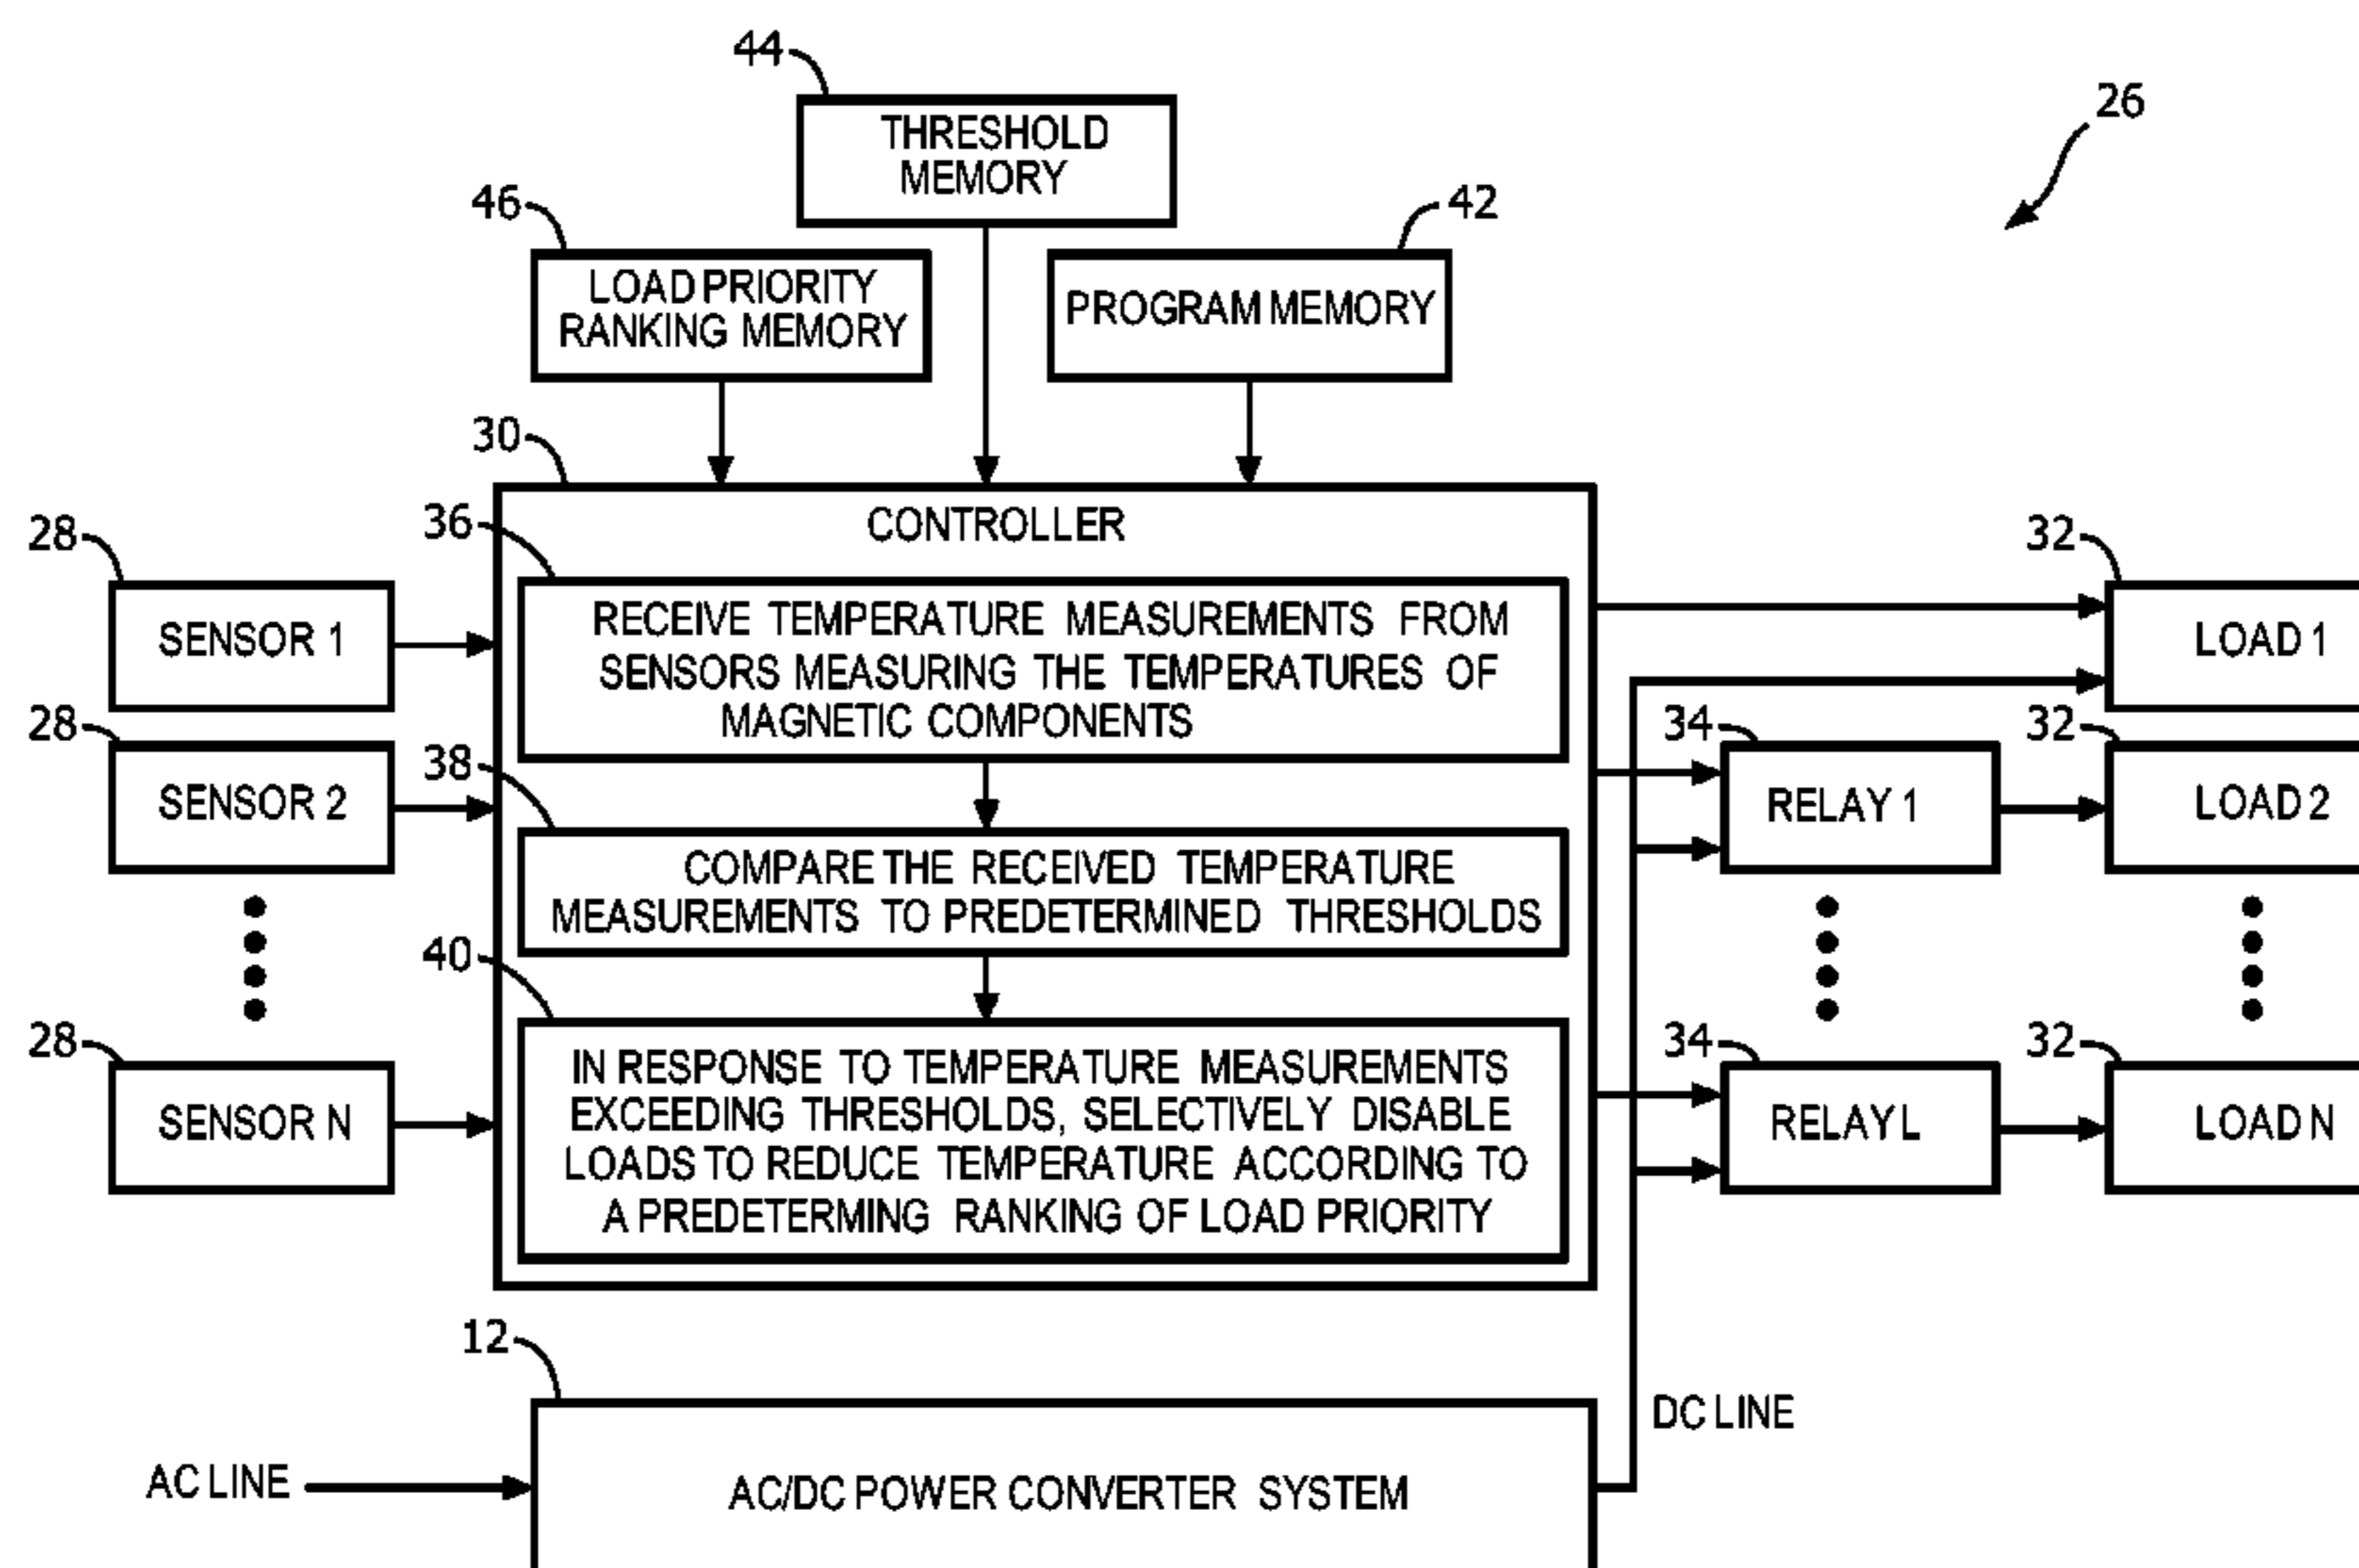 44
THRESHOLD
MEMORY
26
46
LOAD PRIORITY
RANKING MEMORY
42
PROGRAM MEMORY
30
CONTROLLER
36
RECEIVE TEMPERATURE MEASUREMENTS FROM
SENSORS MEASURING THE TEMPERATURES OF
MAGNETIC COMPONENTS
28
SENSOR 1
32
LOAD 1
28
SENSOR 2
34
RELAY 1
32
LOAD 2
38
COMPARE THE RECEIVED TEMPERATURE
MEASUREMENTS TO PREDETERMINED THRESHOLDS
40
IN RESPONSE TO TEMPERATURE MEASUREMENTS
EXCEEDING THRESHOLDS, SELECTIVELY DISABLE
LOADS TO REDUCE TEMPERATURE ACCORDING TO
A PREDETERMING RANKING OF LOAD PRIORITY
28
SENSOR N
34
RELAY L
32
LOAD N
12
DC LINE
AC LINE
AC/DC POWER CONVERTER SYSTEM